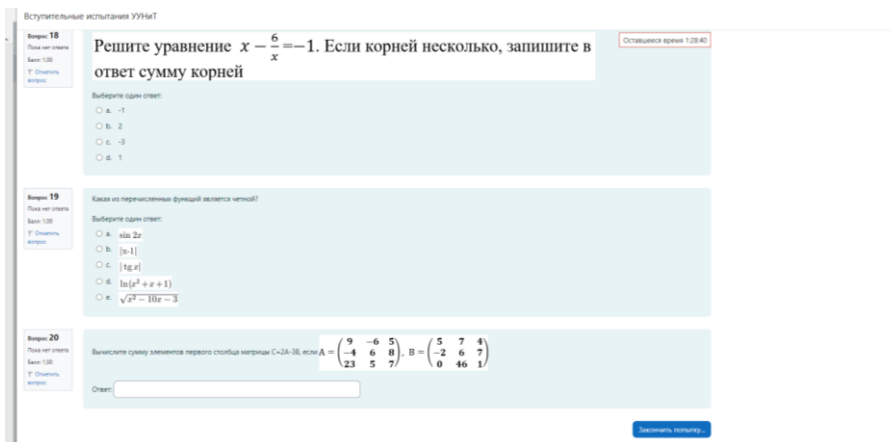 Вступительные испытания УУНиТ
Вопрос 18
Пока нет ответа
Балл: 1,00
Отметить вопрос
Решите уравнение x − 6/x =−1. Если корней несколько, запишите в
ответ сумму корней
Оставшееся время 1:28:40
Выберите один ответ:
a. -1
b. 2
c. -3
d. 1
Вопрос 19
Пока нет ответа
Балл: 1,00
Отметить вопрос
Какая из перечисленных функций является четной?
Выберите один ответ:
a. sin 2x
b. |x-1|
c. | tg x|
d. ln(x² + x + 1)
e. √(x² − 10x − 3)
Вопрос 20
Пока нет ответа
Балл: 1,00
Отметить вопрос
Вычислите сумму элементов первого столбца матрицы C=2A-3B, если A = (9 −6 5; −4 6 8; 23 5 7), B = (5 7 4; −2 6 7; 0 46 1)
Ответ:
Закончить попытку...